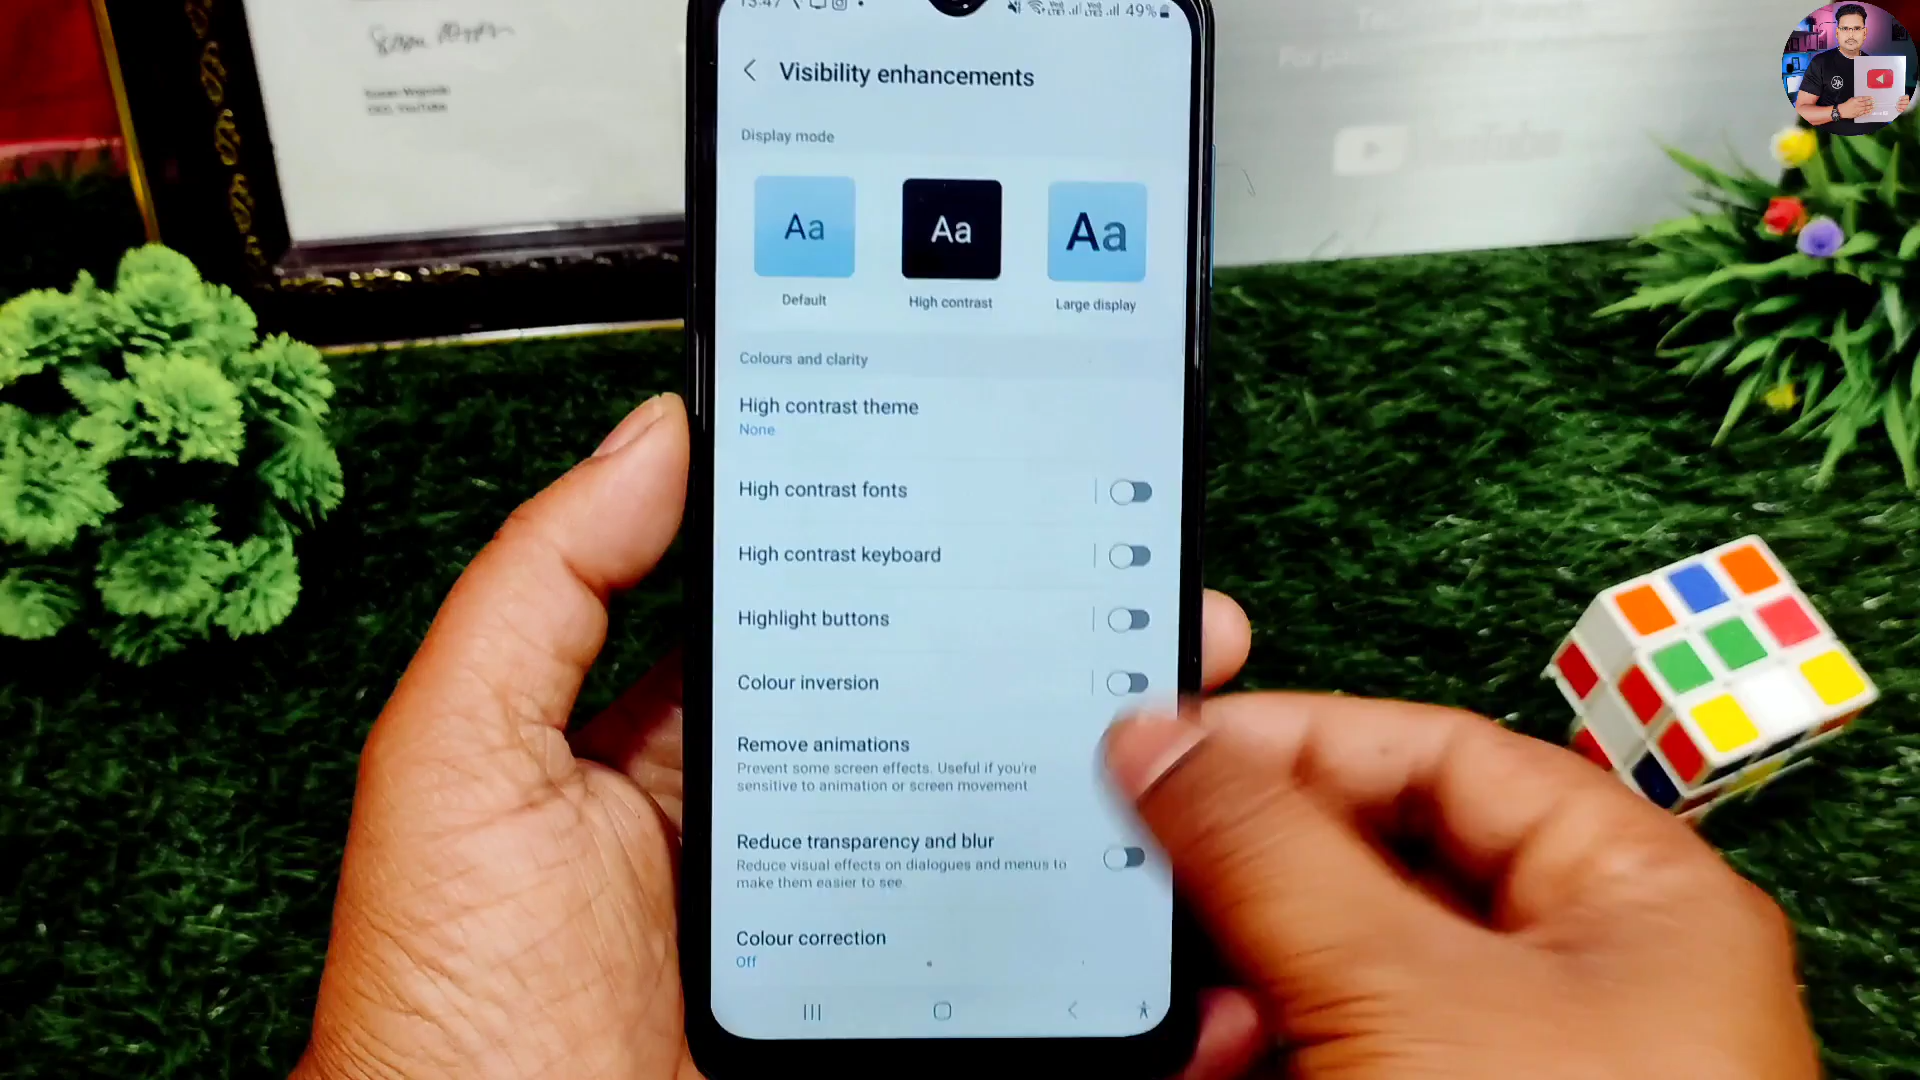 13:47
49%
Visibility enhancements
Display mode
Aa
Aa
Aa
Default
High contrast
Large display
Colours and clarity
High contrast theme
None
High contrast fonts
High contrast keyboard
Highlight buttons
Colour inversion
Remove animations
Prevent some screen effects. Useful if you're
sensitive to animation or screen movement
Reduce transparency and blur
Reduce visual effects on dialogues and menus to
make them easier to see.
Colour correction
Off